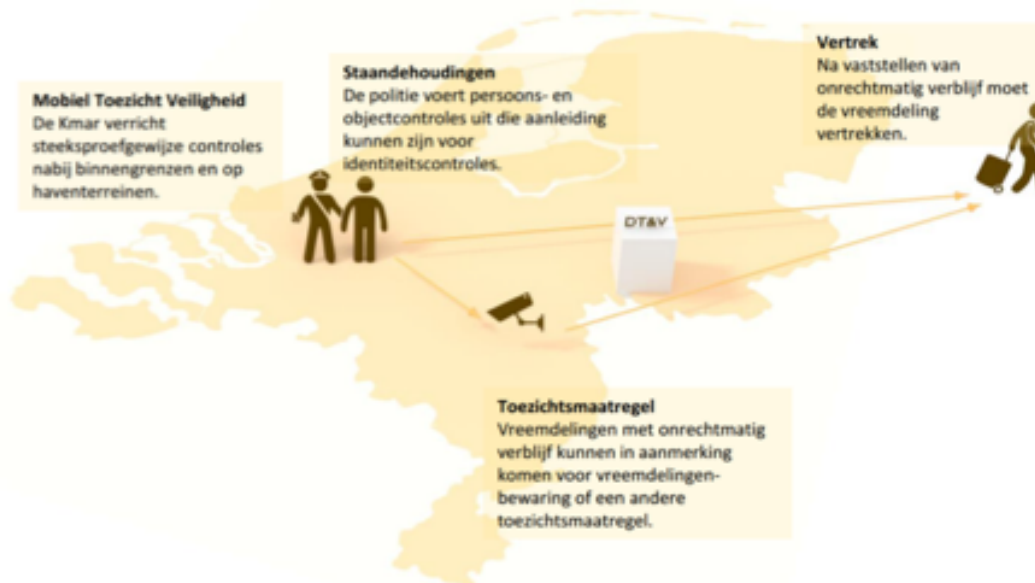 Mobiel Toezicht Veiligheid
De Kmar verricht
steeksproefgewijze controles
nabij binnengrenzen en op
haventerreinen.
Staandehoudingen
De politie voert persoons- en
objectcontroles uit die aanleiding
kunnen zijn voor
identiteitscontroles.
Vertrek
Na vaststellen van
onrechtmatig verblijf moet
de vreemdeling
vertrekken.
DT&V
Toezichtsmaatregel
Vreemdelingen met onrechtmatig
verblijf kunnen in aanmerking
komen voor vreemdelingen-
bewaring of een andere
toezichtsmaatregel.